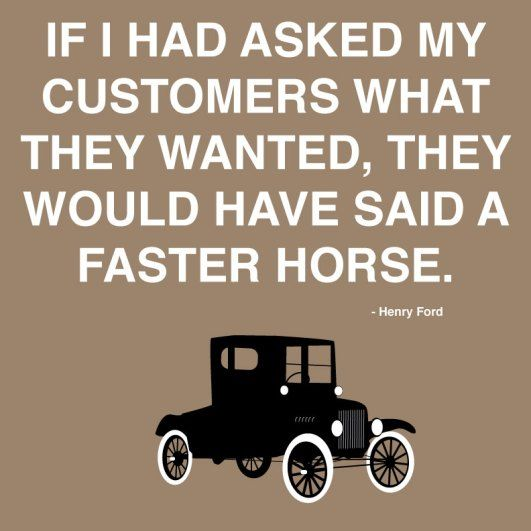 IF I HAD ASKED MY
CUSTOMERS WHAT
THEY WANTED, THEY
WOULD HAVE SAID A
FASTER HORSE.
- Henry Ford